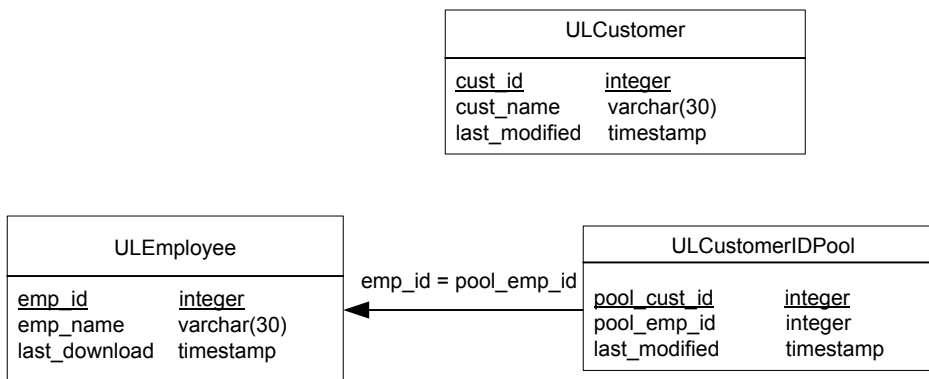 ULCustomer
cust_id integer
cust_name varchar(30)
last_modified timestamp
ULEmployee
emp_id integer
emp_name varchar(30)
last_download timestamp
emp_id = pool_emp_id
ULCustomerIDPool
pool_cust_id integer
pool_emp_id integer
last_modified timestamp